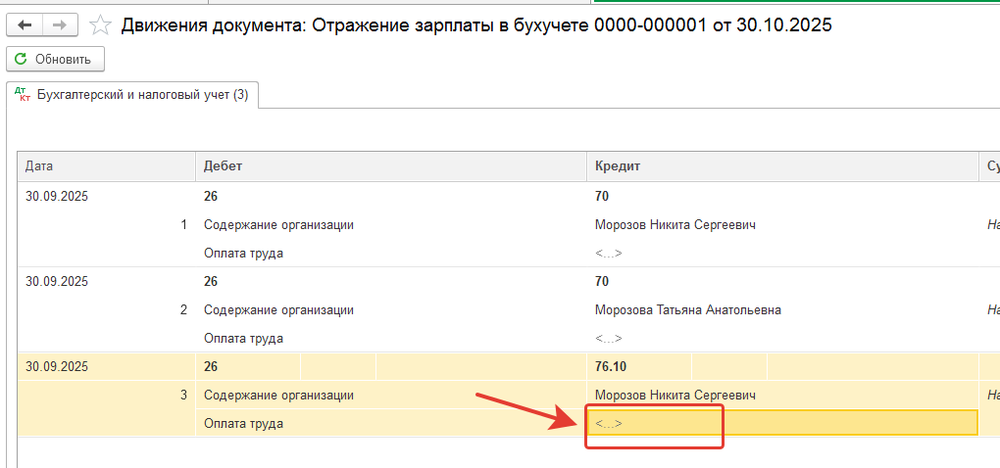 Движения документа: Отражение зарплаты в бухучете 0000-000001 от 30.10.2025
Обновить
Дт Кт Бухгалтерский и налоговый учет (3)
Дата Дебет Кредит Су
30.09.2025 26 70
1 Содержание организации Морозов Никита Сергеевич На
Оплата труда <...>
30.09.2025 26 70
2 Содержание организации Морозова Татьяна Анатольевна На
Оплата труда <...>
30.09.2025 26 76.10
3 Содержание организации Морозов Никита Сергеевич На
Оплата труда <...>